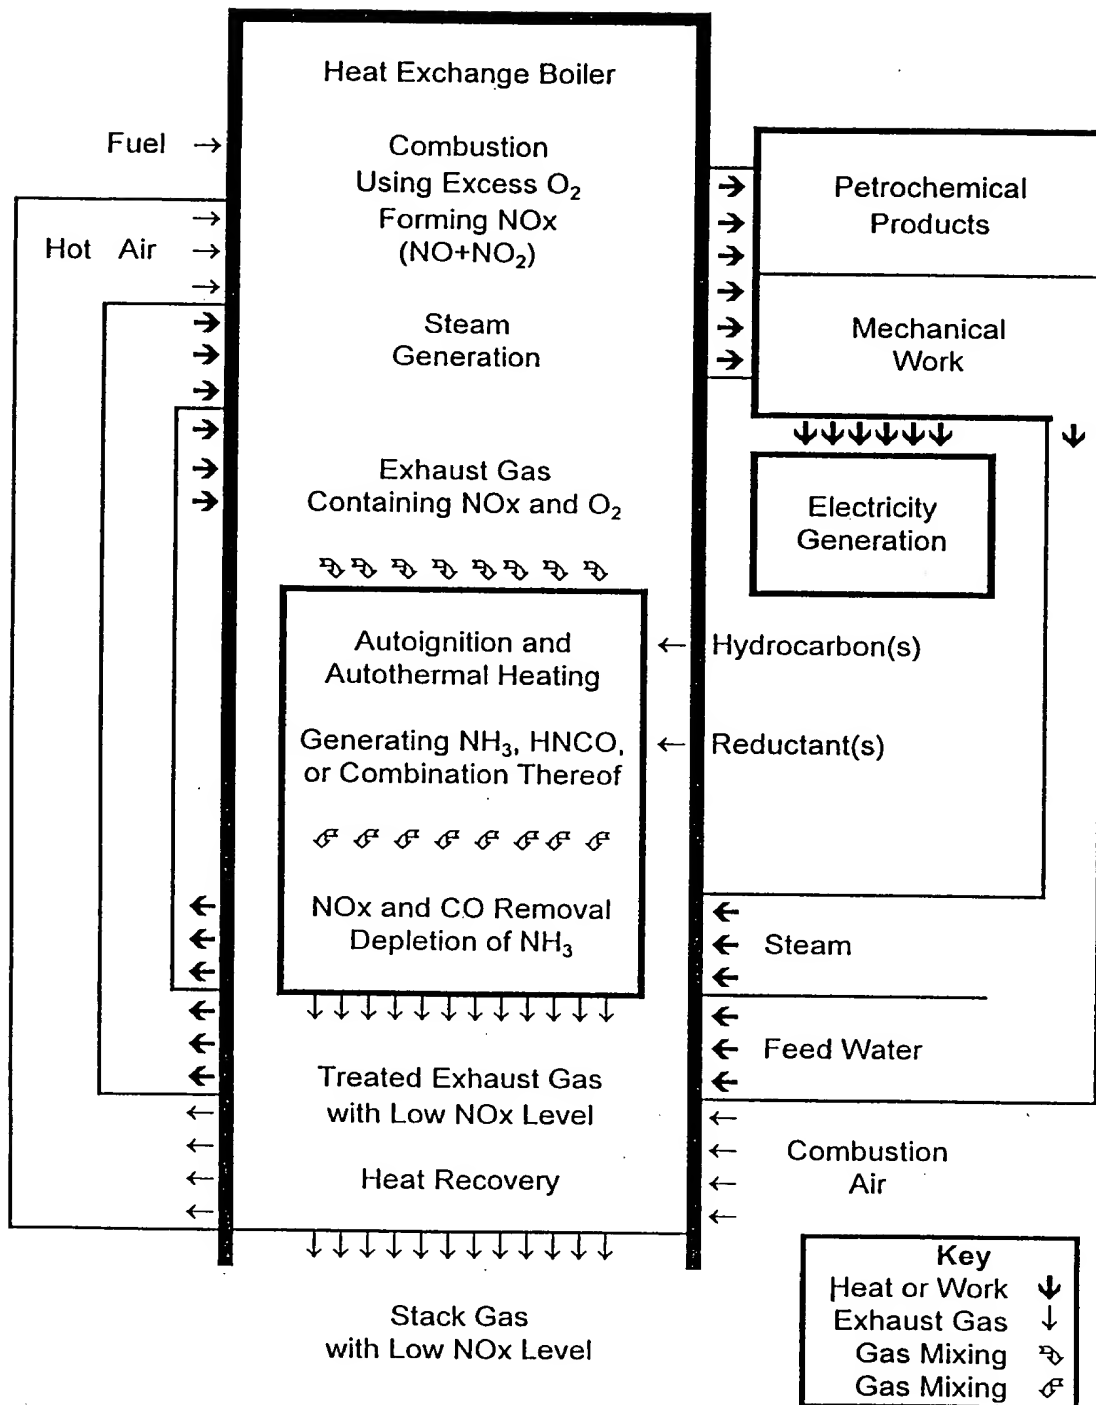 Heat Exchange Boiler
Fuel →
Combustion
Using Excess O₂
Forming NOx
(NO+NO₂)
Hot Air →
Steam
Generation
Exhaust Gas
Containing NOx and O₂
Petrochemical
Products
Mechanical
Work
Electricity
Generation
Autoignition and
Autothermal Heating
← Hydrocarbon(s)
Generating NH₃, HNCO,
or Combination Thereof
← Reductant(s)
NOx and CO Removal
Depletion of NH₃
Steam
Feed Water
Treated Exhaust Gas
with Low NOx Level
Heat Recovery
Combustion
Air
Stack Gas
with Low NOx Level
Key
Heat or Work
Exhaust Gas ↓
Gas Mixing
Gas Mixing